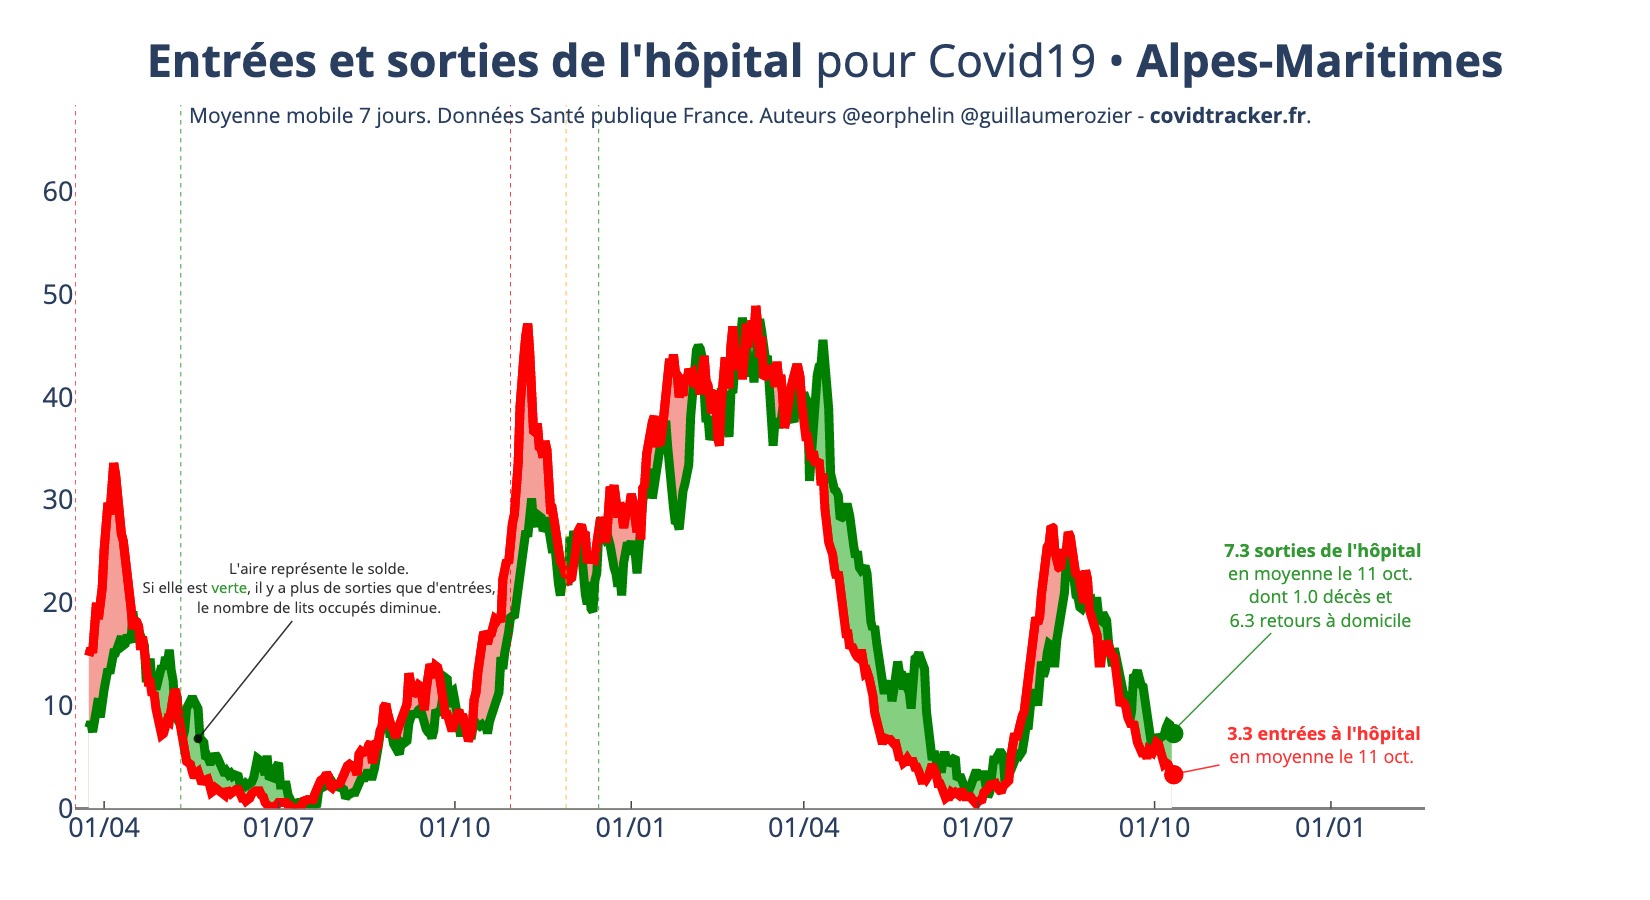 Entrées et sorties de l'hôpital pour Covid19 • Alpes-Maritimes
Moyenne mobile 7 jours. Données Santé publique France. Auteurs @eorphelin @guillaumerozier - covidtracker.fr.
60
50
40
30
20
10
0
L'aire représente le solde.
Si elle est verte, il y a plus de sorties que d'entrées,
le nombre de lits occupés diminue.
7.3 sorties de l'hôpital
en moyenne le 11 oct.
dont 1.0 décès et
6.3 retours à domicile
3.3 entrées à l'hôpital
en moyenne le 11 oct.
01/04 01/07 01/10 01/01 01/04 01/07 01/10 01/01